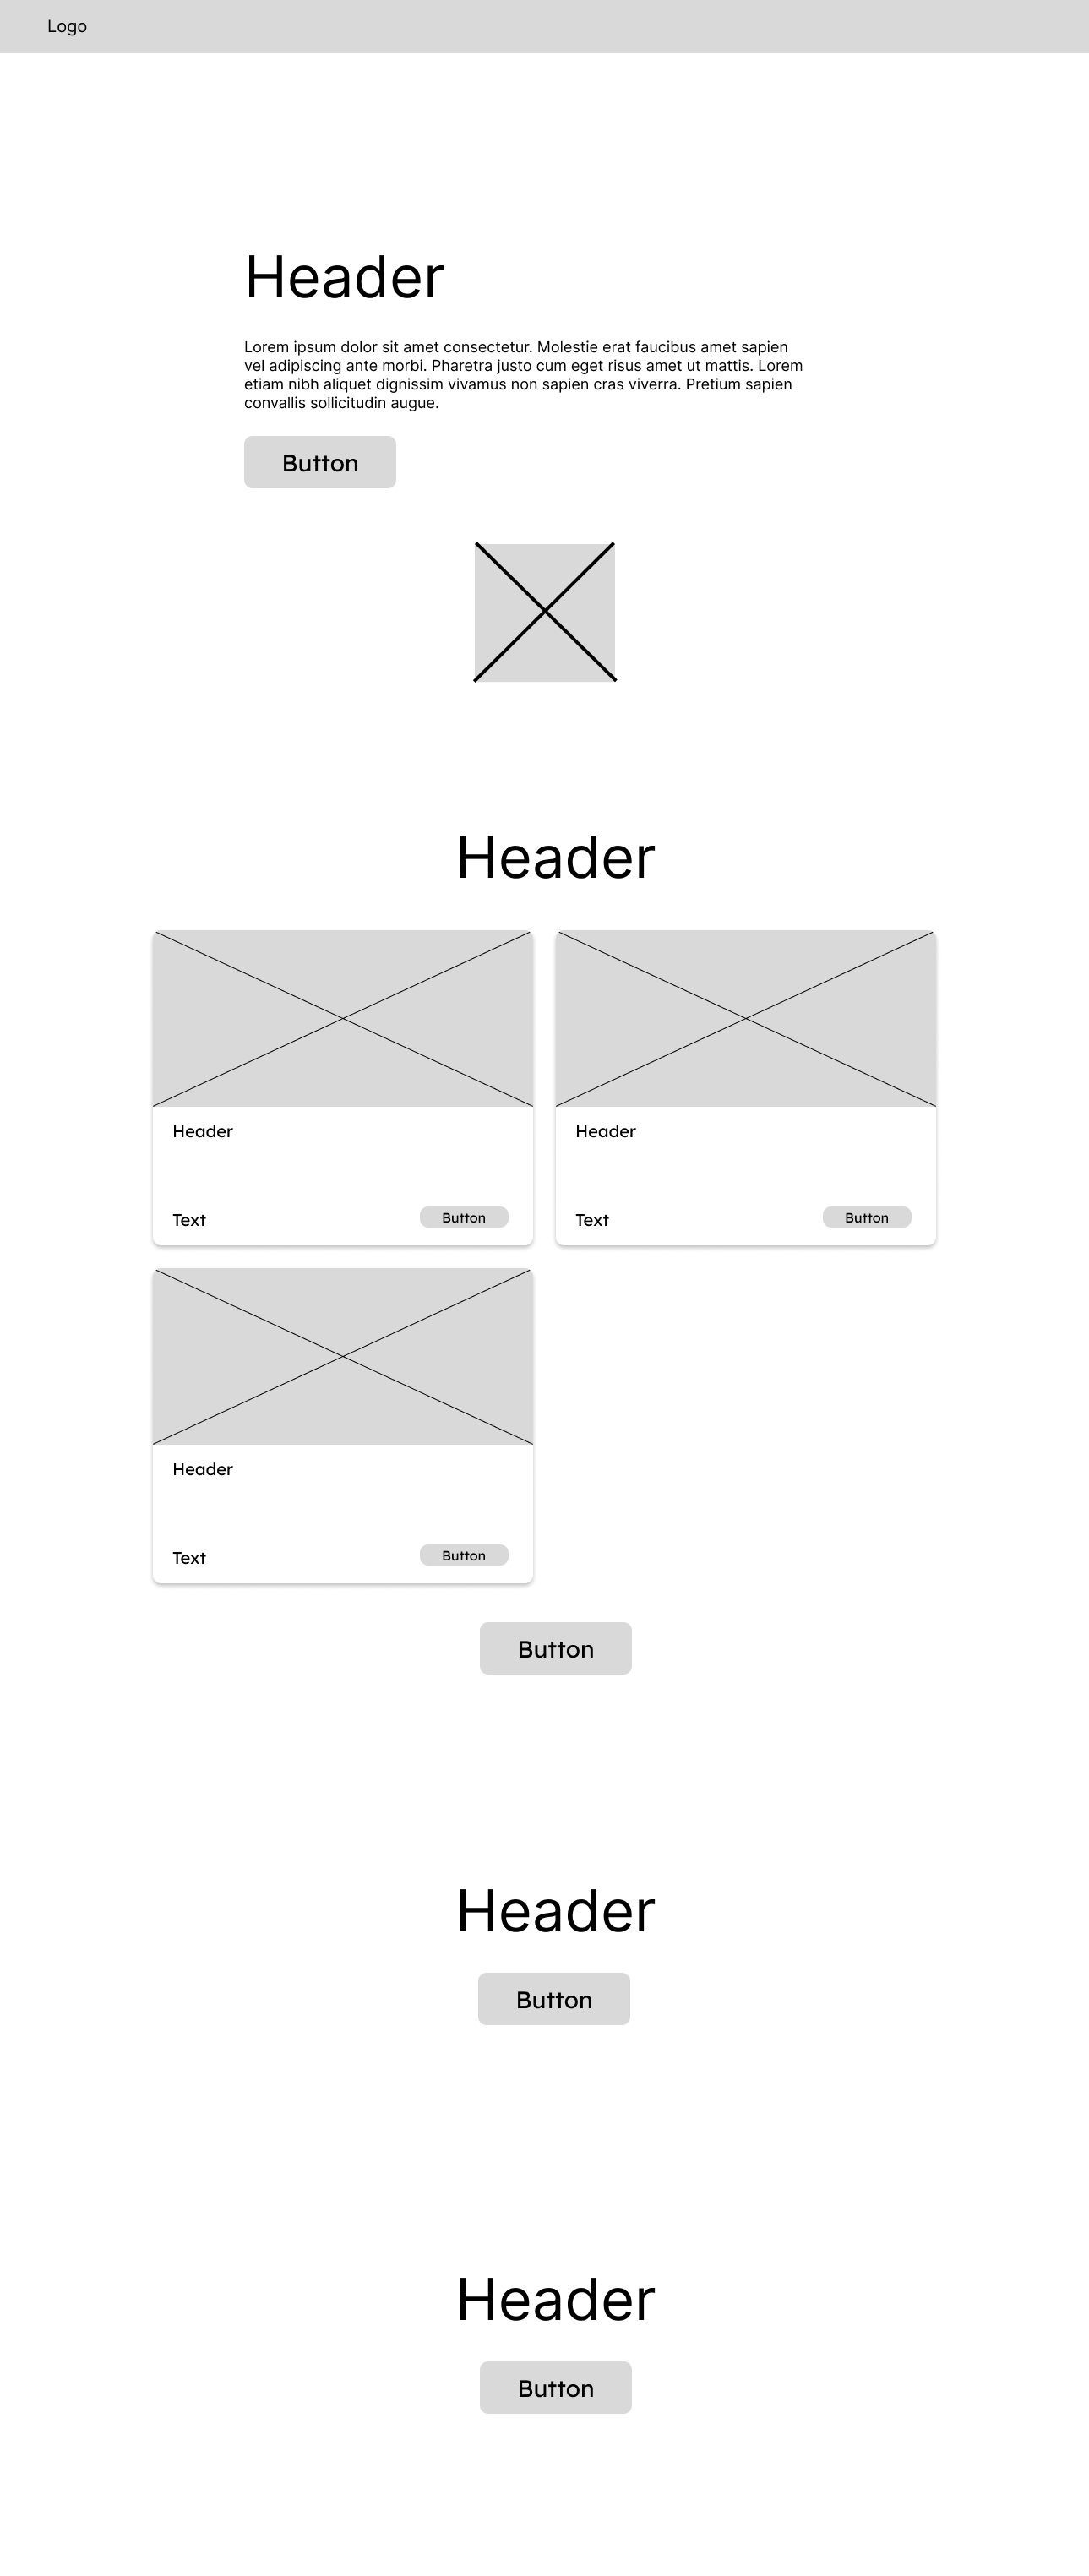 Logo
Header
Lorem ipsum dolor sit amet consectetur. Molestie erat faucibus amet sapien
vel adipiscing ante morbi. Pharetra justo cum eget risus amet ut mattis. Lorem
etiam nibh aliquet dignissim vivamus non sapien cras viverra. Pretium sapien
convallis sollicitudin augue.
Button
Header
Header
Text
Button
Header
Text
Button
Header
Text
Button
Button
Header
Button
Header
Button